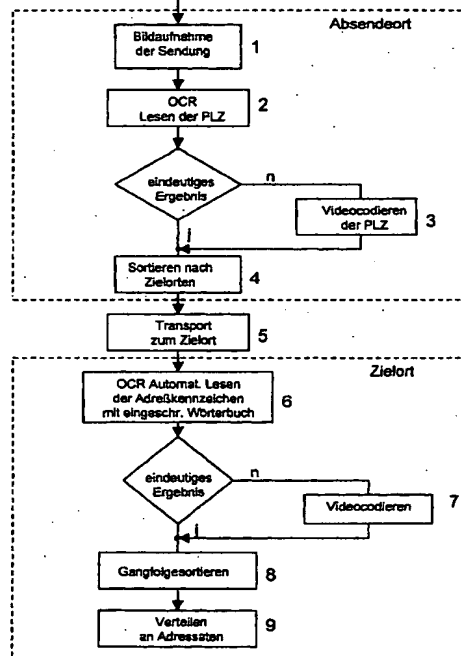 Absendeort
Bildaufnahme
der Sendung
1
OCR
Lesen der PLZ
2
eindeutiges
Ergebnis
n
j
Videocodieren
der PLZ
3
Sortieren nach
Zielorten
4
Transport
zum Zielort
5
Zielort
OCR Automat. Lesen
der Adreßkennzeichen
mit eingeschr. Wörterbuch
6
eindeutiges
Ergebnis
n
j
Videocodieren
7
Gangfolgesortieren
8
Verteilen
an Adressaten
9